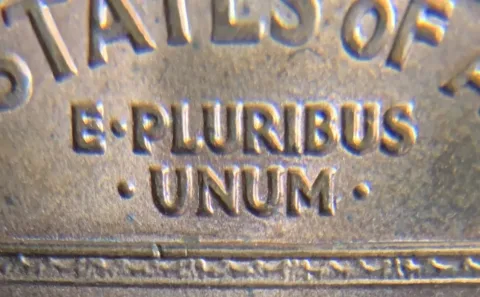 STATES OF
E·PLURIBUS
·UNUM·